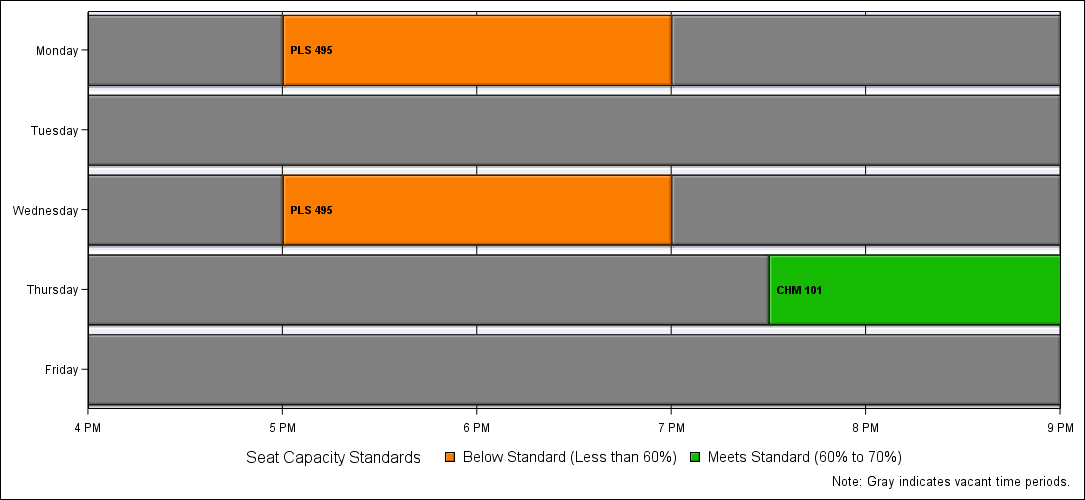 Monday
PLS 495
Tuesday
Wednesday
PLS 495
Thursday
CHM 101
Friday
4 PM 5 PM 6 PM 7 PM 8 PM 9 PM
Seat Capacity Standards Below Standard (Less than 60%) Meets Standard (60% to 70%)
Note: Gray indicates vacant time periods.